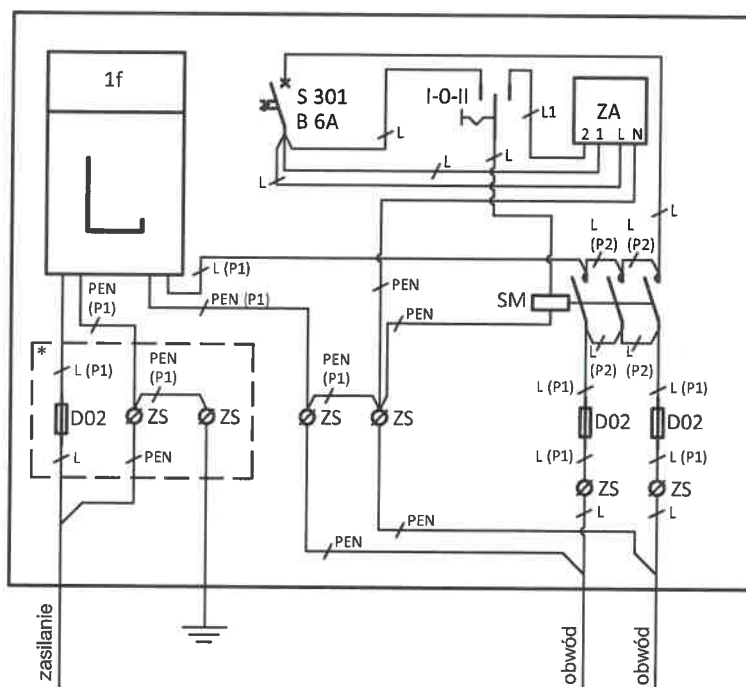 1f
S 301
B 6A
I-0-II
ZA
2 1 L N
L
L1
L
L
L
L
L (P1)
PEN
(P1)
PEN (P1)
PEN
PEN
SM
L
(P2)
L
(P2)
L
(P2)
L
(P2)
*
L (P1)
PEN
(P1)
D02
ZS
ZS
L
PEN
PEN
(P1)
ZS
ZS
L (P1)
L (P1)
D02
D02
L (P1)
L (P1)
ZS
ZS
L
L
PEN
PEN
zasilanie
obwód
obwód